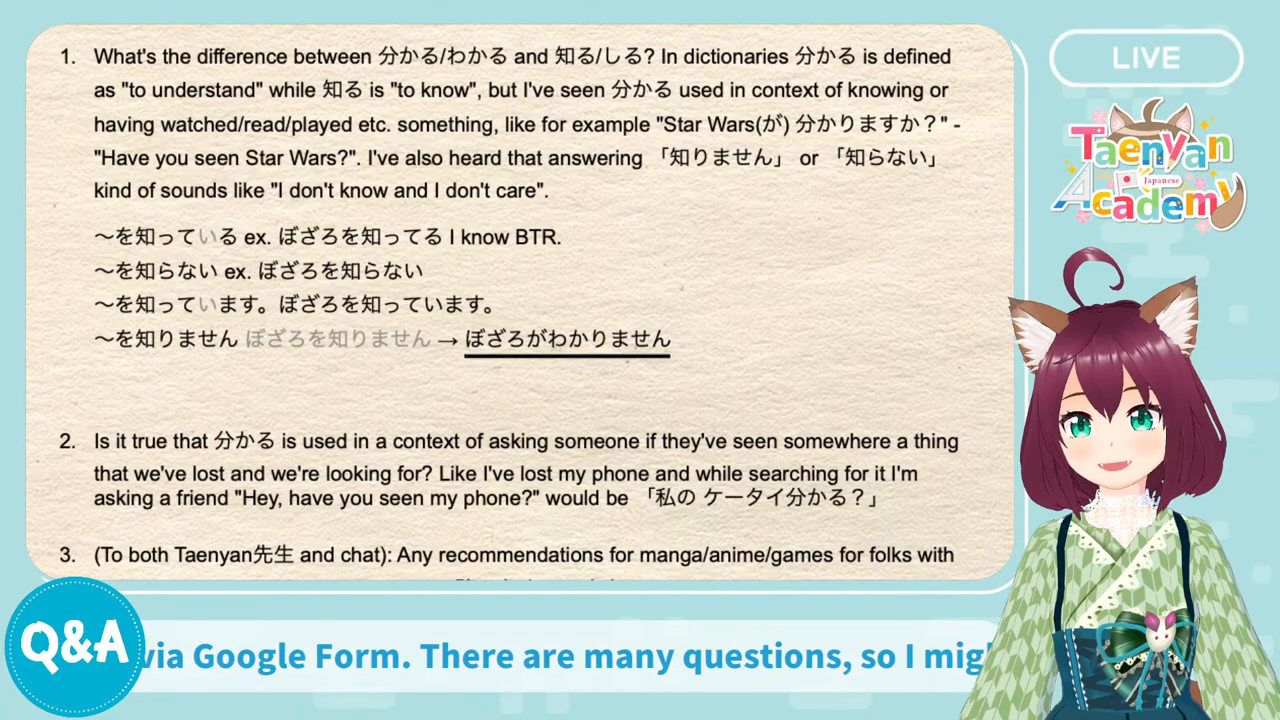 1. What's the difference between 分かる/わかる and 知る/しる? In dictionaries 分かる is defined
as "to understand" while 知る is "to know", but I've seen 分かる used in context of knowing or
having watched/read/played etc. something, like for example "Star Wars(が) 分かりますか？" -
"Have you seen Star Wars?". I've also heard that answering 「知りません」 or 「知らない」
kind of sounds like "I don't know and I don't care".
～を知っている ex. ぼざろを知ってる I know BTR.
～を知らない ex. ぼざろを知らない
～を知っています。ぼざろを知っています。
～を知りません ぼざろを知りません → ぼざろがわかりません
2. Is it true that 分かる is used in a context of asking someone if they've seen somewhere a thing
that we've lost and we're looking for? Like I've lost my phone and while searching for it I'm
asking a friend "Hey, have you seen my phone?" would be 「私の ケータイ分かる？」
3. (To both Taenyan先生 and chat): Any recommendations for manga/anime/games for folks with
LIVE
Taenyan
Japanese
Academy
Q&A
via Google Form. There are many questions, so I mig